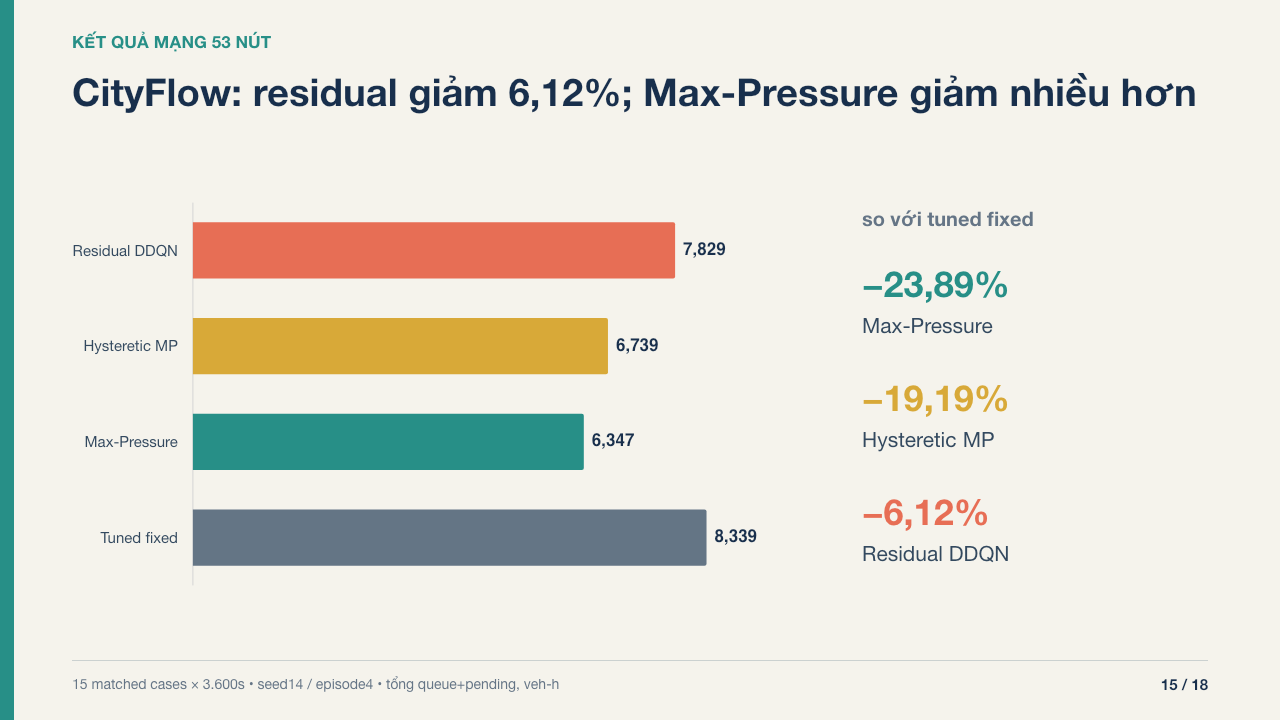 KẾT QUẢ MẠNG 53 NÚT
CityFlow: residual giảm 6,12%; Max-Pressure giảm nhiều hơn
Residual DDQN
7,829
Hysteretic MP
6,739
Max-Pressure
6,347
Tuned fixed
8,339
so với tuned fixed
–23,89%
Max-Pressure
–19,19%
Hysteretic MP
–6,12%
Residual DDQN
15 matched cases × 3.600s • seed14 / episode4 • tổng queue+pending, veh-h
15 / 18